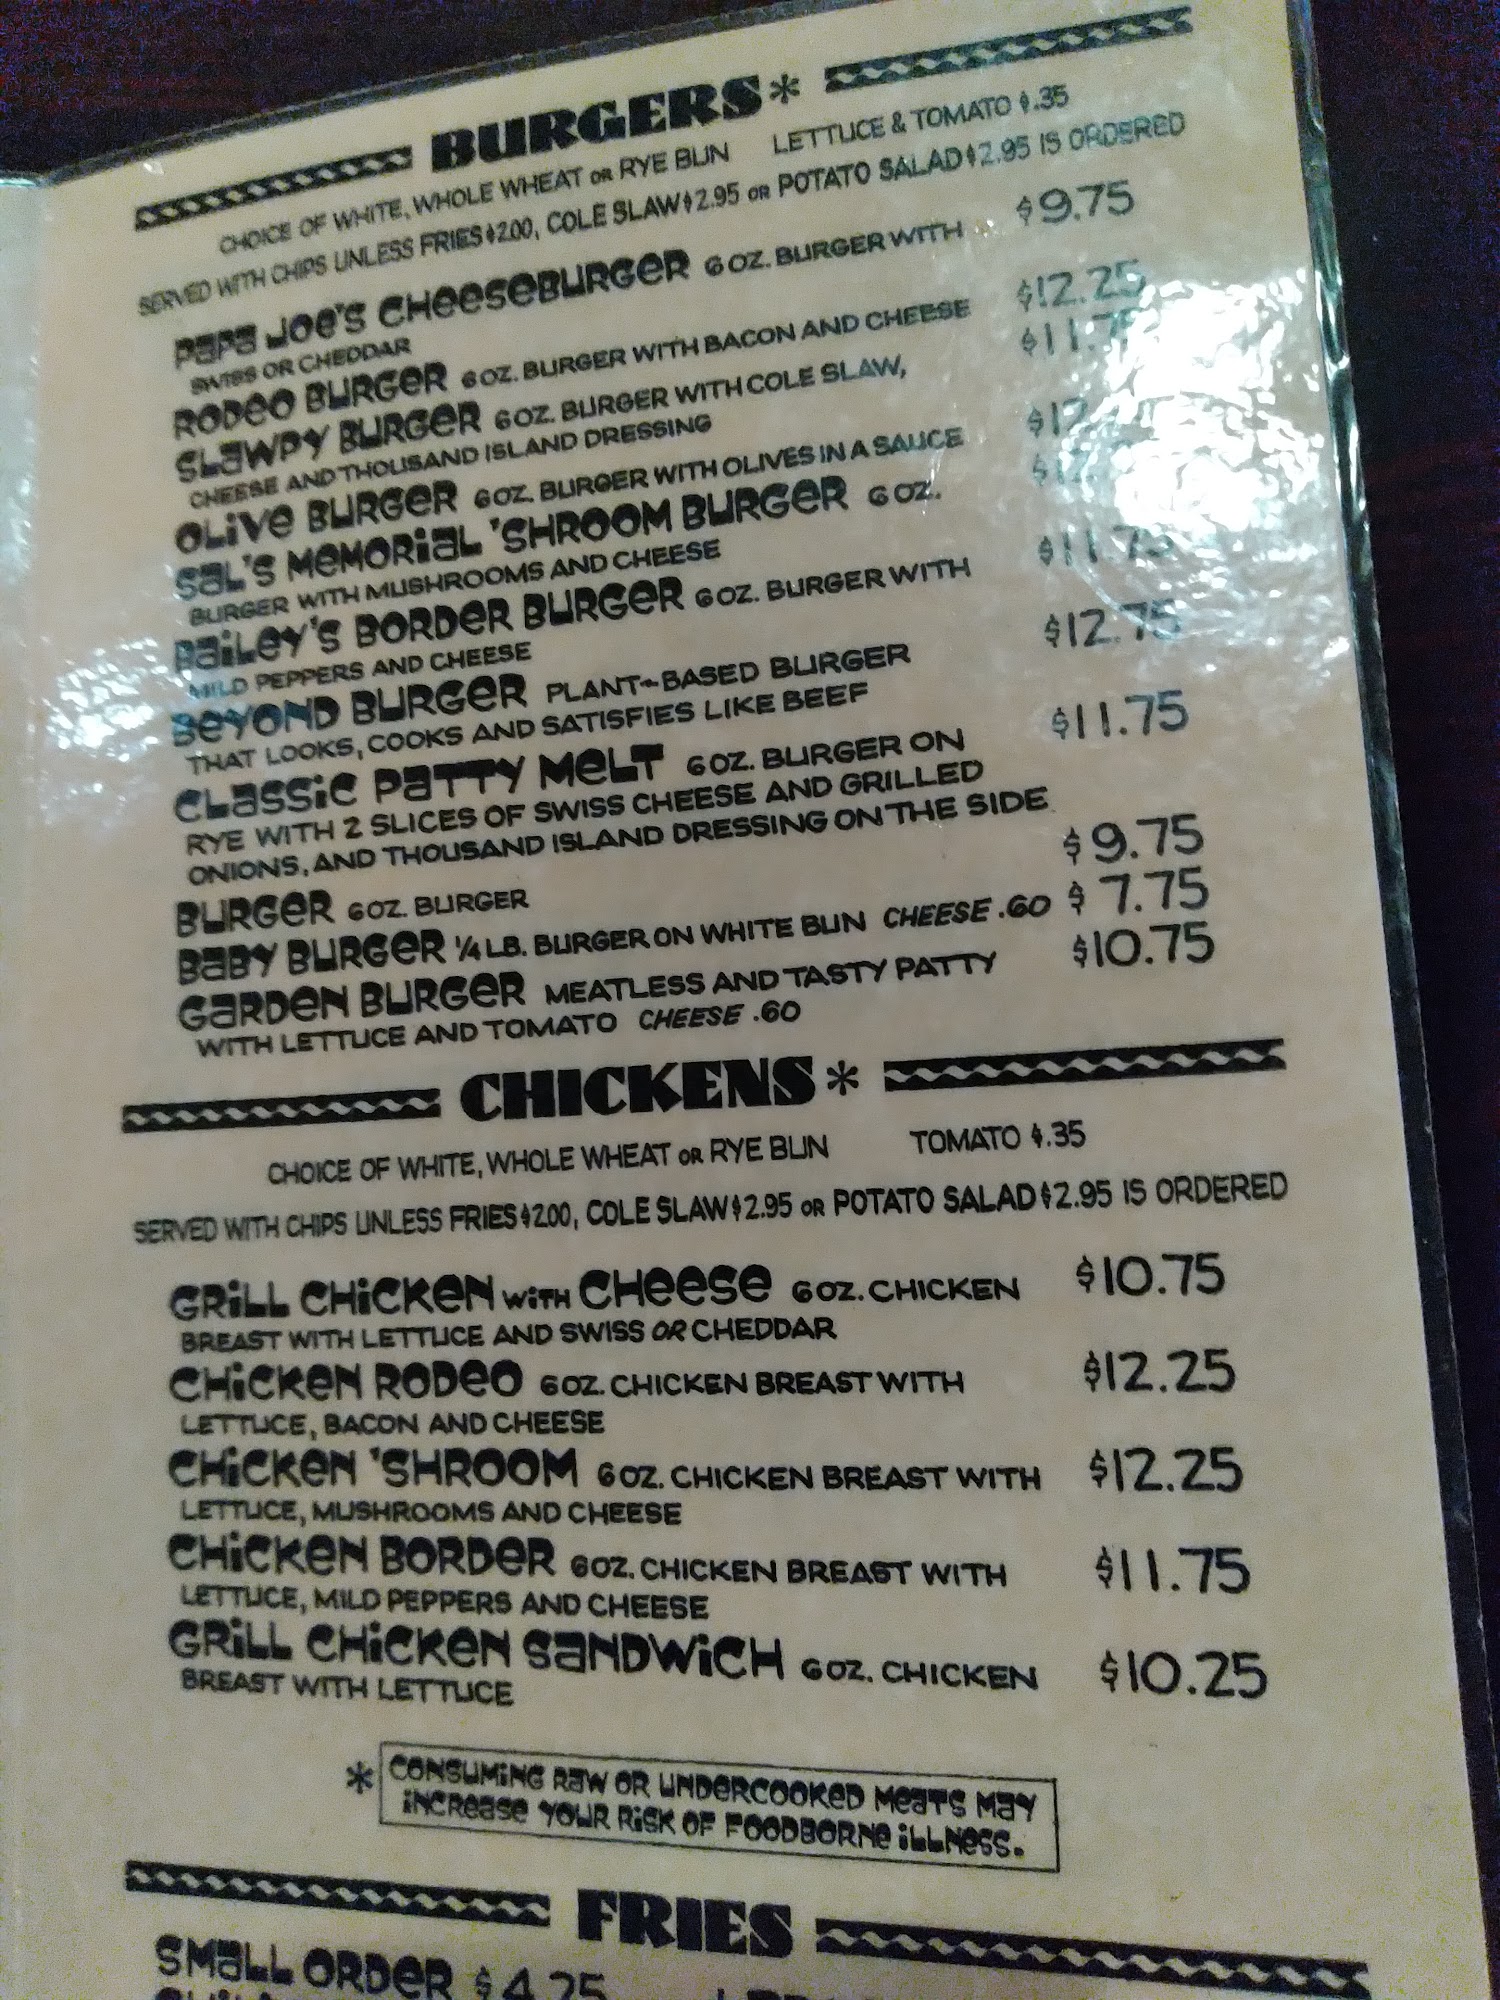 BURGERS*
CHOICE OF WHITE, WHOLE WHEAT OR RYE BUN LETTUCE & TOMATO $.35
SERVED WITH CHIPS UNLESS FRIES $2.00, COLE SLAW $2.95 OR POTATO SALAD $2.95 IS ORDERED
PAPA JOE'S CHEESEBURGER 6 OZ. BURGER WITH $9.75
SWISS OR CHEDDAR
RODEO BURGER 6 OZ. BURGER WITH BACON AND CHEESE $12.25
SLAWPY BURGER 6 OZ. BURGER WITH COLE SLAW,
CHEESE AND THOUSAND ISLAND DRESSING
OLIVE BURGER 6 OZ. BURGER WITH OLIVES IN A SAUCE
SAL'S MEMORIAL 'SHROOM BURGER 6 OZ.
BURGER WITH MUSHROOMS AND CHEESE
BAILEY'S BORDER BURGER 6 OZ. BURGER WITH $11.75
MILD PEPPERS AND CHEESE
BEYOND BURGER PLANT-BASED BURGER $12.75
THAT LOOKS, COOKS AND SATISFIES LIKE BEEF
CLASSIC PATTY MELT 6 OZ. BURGER ON $11.75
RYE WITH 2 SLICES OF SWISS CHEESE AND GRILLED
ONIONS, AND THOUSAND ISLAND DRESSING ON THE SIDE
BURGER 6 OZ. BURGER $9.75
BABY BURGER 1/4 LB. BURGER ON WHITE BUN CHEESE .60 $7.75
GARDEN BURGER MEATLESS AND TASTY PATTY $10.75
WITH LETTUCE AND TOMATO CHEESE .60
CHICKENS*
CHOICE OF WHITE, WHOLE WHEAT OR RYE BUN TOMATO $.35
SERVED WITH CHIPS UNLESS FRIES $2.00, COLE SLAW $2.95 OR POTATO SALAD $2.95 IS ORDERED
GRILL CHICKEN WITH CHEESE 6 OZ. CHICKEN $10.75
BREAST WITH LETTUCE AND SWISS OR CHEDDAR
CHICKEN RODEO 6 OZ. CHICKEN BREAST WITH $12.25
LETTUCE, BACON AND CHEESE
CHICKEN 'SHROOM 6 OZ. CHICKEN BREAST WITH $12.25
LETTUCE, MUSHROOMS AND CHEESE
CHICKEN BORDER 6 OZ. CHICKEN BREAST WITH $11.75
LETTUCE, MILD PEPPERS AND CHEESE
GRILL CHICKEN SANDWICH 6 OZ. CHICKEN $10.25
BREAST WITH LETTUCE
* CONSUMING RAW OR UNDERCOOKED MEATS MAY
INCREASE YOUR RISK OF FOODBORNE ILLNESS.
FRIES
SMALL ORDER $4.25